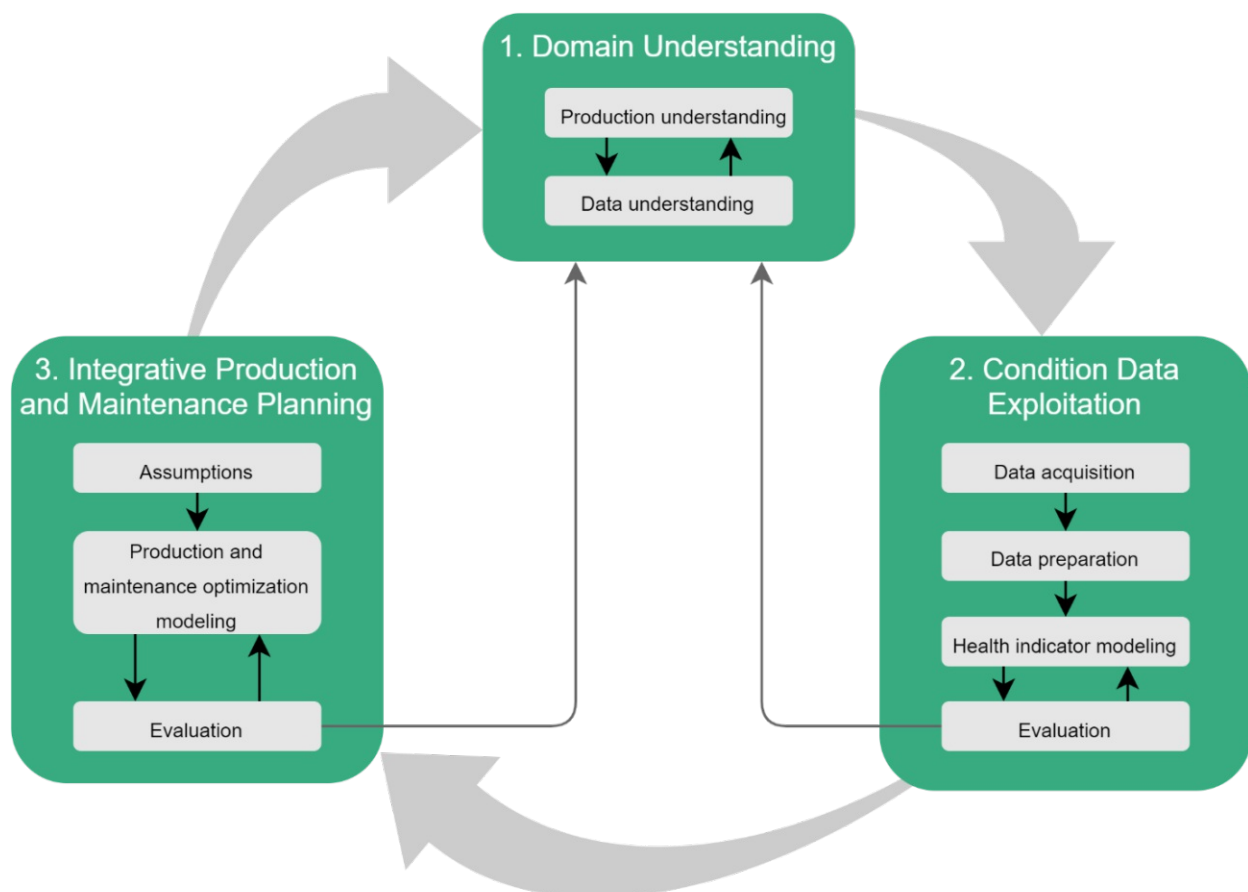 1. Domain Understanding
Production understanding
Data understanding
2. Condition Data
Exploitation
Data acquisition
Data preparation
Health indicator modeling
Evaluation
3. Integrative Production
and Maintenance Planning
Assumptions
Production and
maintenance optimization
modeling
Evaluation